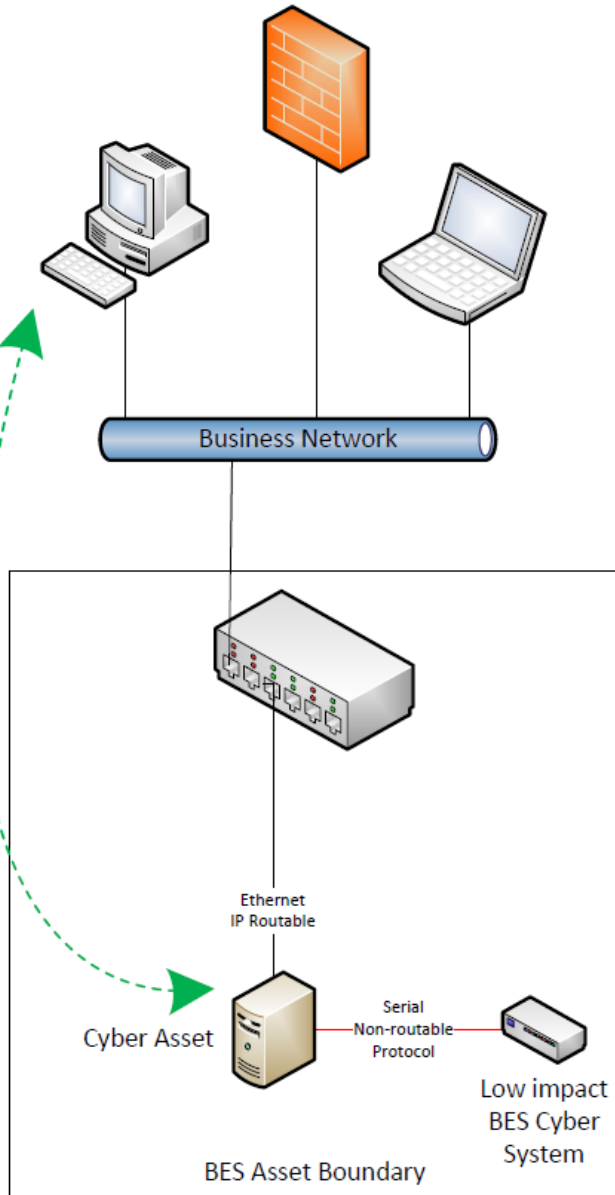 Business Network
Ethernet
IP Routable
Cyber Asset
Serial
Non-routable
Protocol
Low impact
BES Cyber
System
BES Asset Boundary